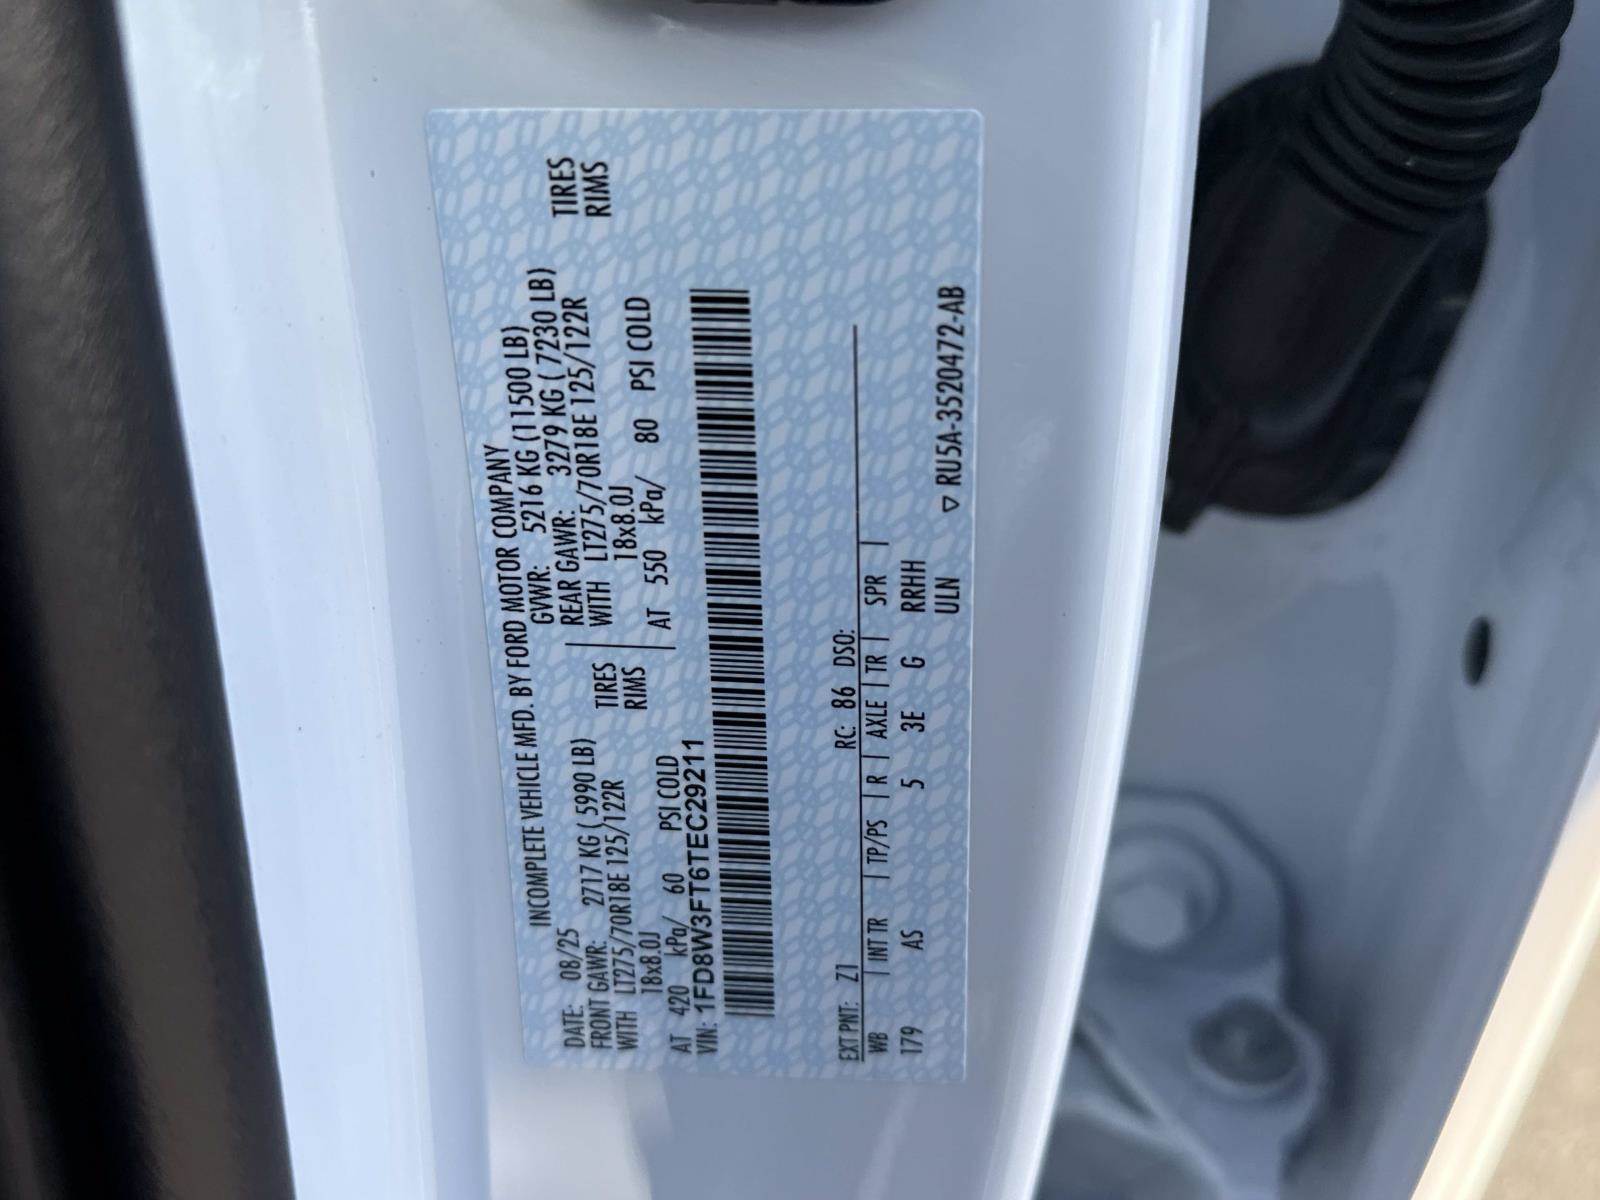 INCOMPLETE VEHICLE MFD. BY FORD MOTOR COMPANY
DATE: 08/25 GVWR: 5216 KG (11500 LB)
FRONT GAWR: 2717 KG ( 5990 LB) REAR GAWR: 3279 KG ( 7230 LB)
WITH LT275/70R18E 125/122R TIRES WITH LT275/70R18E 125/122R TIRES
18x8.0J RIMS 18x8.0J RIMS
AT 420 kPa/ 60 PSI COLD AT 550 kPa/ 80 PSI COLD
VIN: 1FD8W3FT6TEC29211
EXT PNT: Z1 RC: 86 DSO:
WB | INT TR | TP/PS | R | AXLE | TR | SPR |
179 AS 5 3E G RRHH
ULN ▽ RU5A-3520472-AB